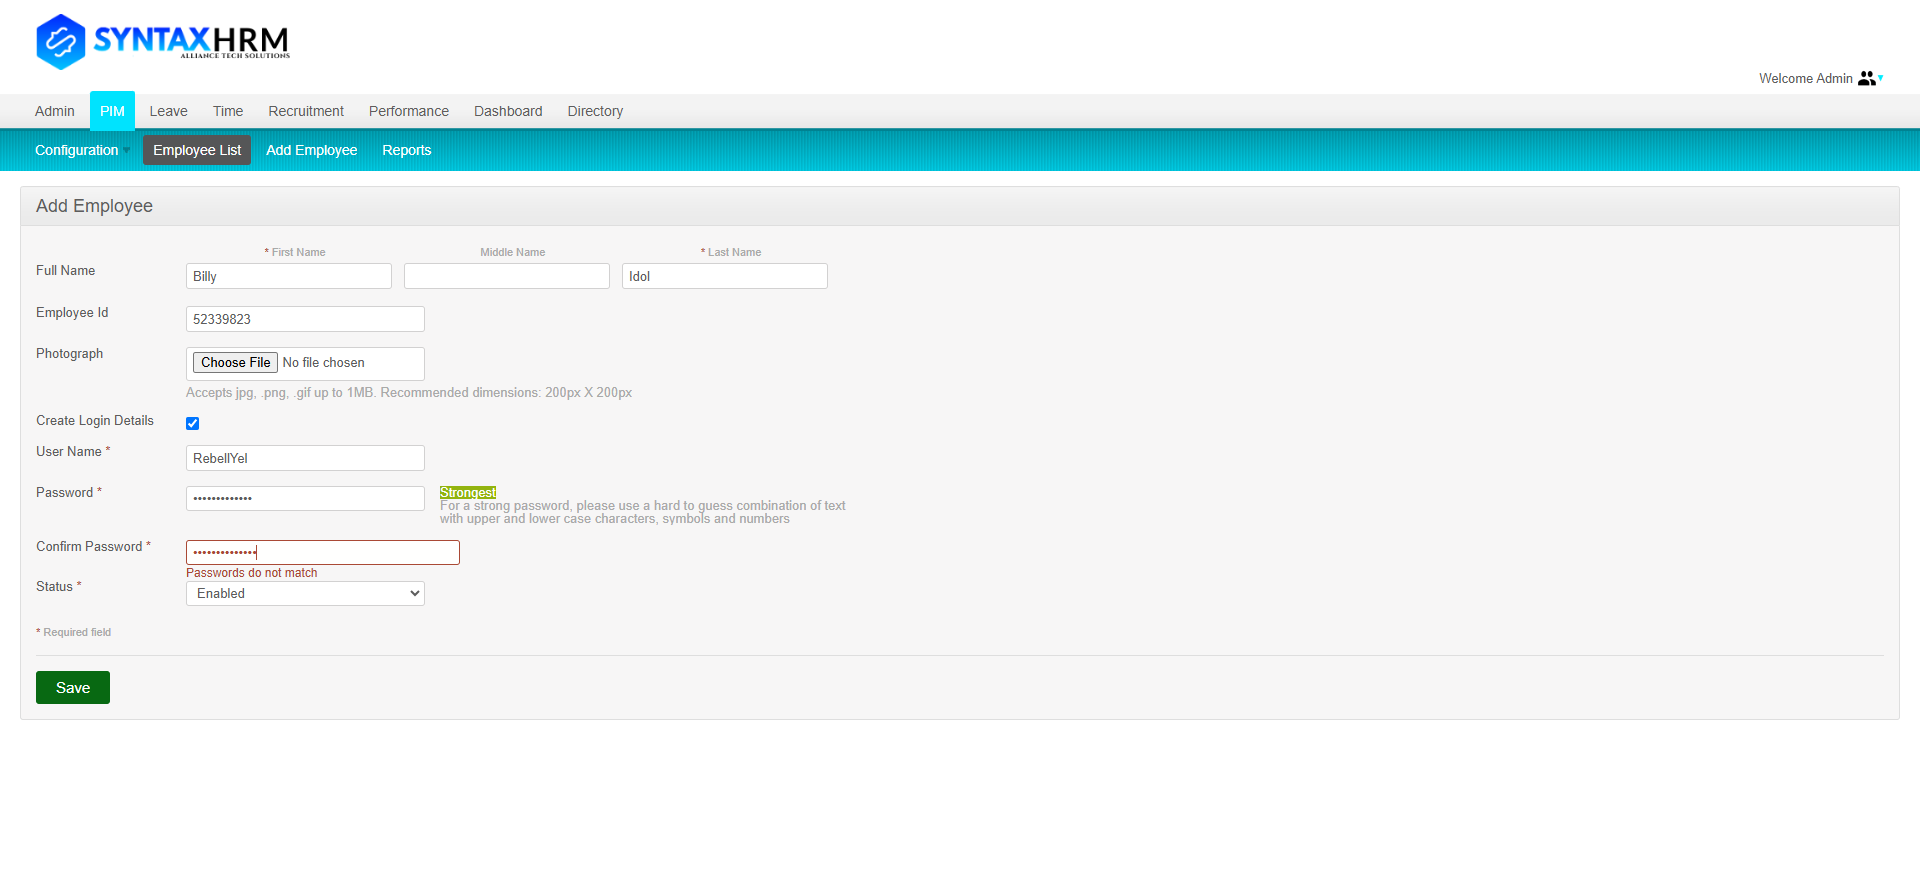 SYNTAXHRM
ALLIANCE TECH SOLUTIONS
Welcome Admin
Admin PIM Leave Time Recruitment Performance Dashboard Directory
Configuration Employee List Add Employee Reports
Add Employee
* First Name Middle Name * Last Name
Full Name Billy Idol
Employee Id 52339823
Photograph Choose File No file chosen
Accepts jpg, .png, .gif up to 1MB. Recommended dimensions: 200px X 200px
Create Login Details
User Name * RebellYel
Password * ••••••••••••• Strongest
For a strong password, please use a hard to guess combination of text
with upper and lower case characters, symbols and numbers
Confirm Password * ••••••••••••••
Passwords do not match
Status * Enabled
* Required field
Save